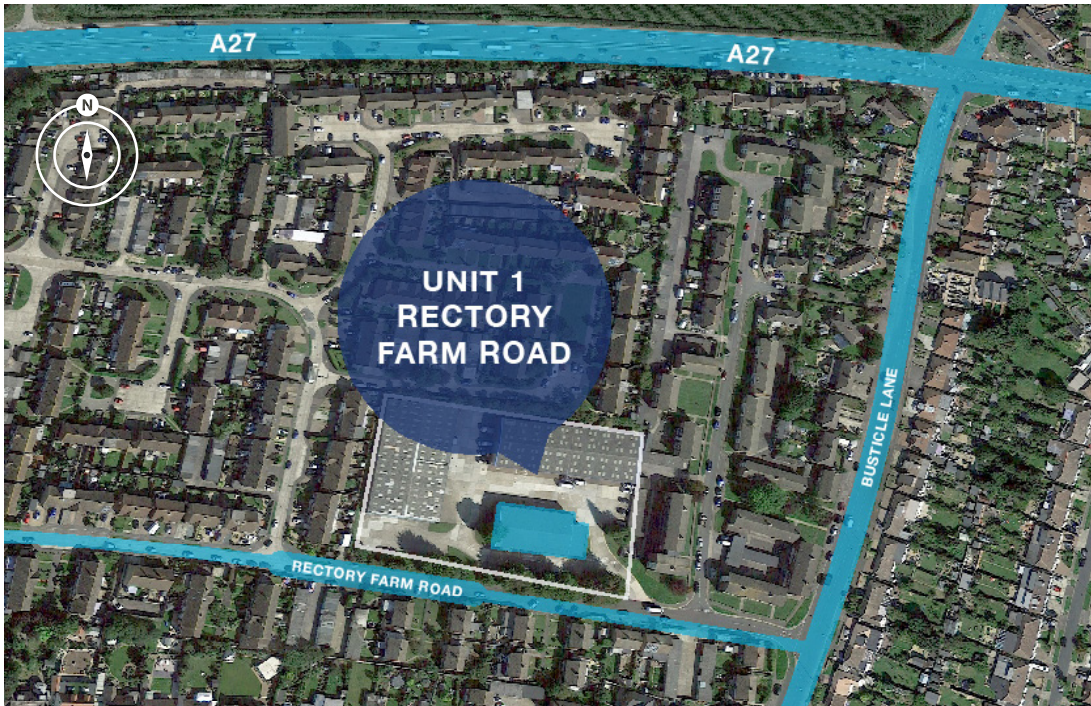 A27
A27
N
UNIT 1
RECTORY
FARM ROAD
BUSTICLE LANE
RECTORY FARM ROAD